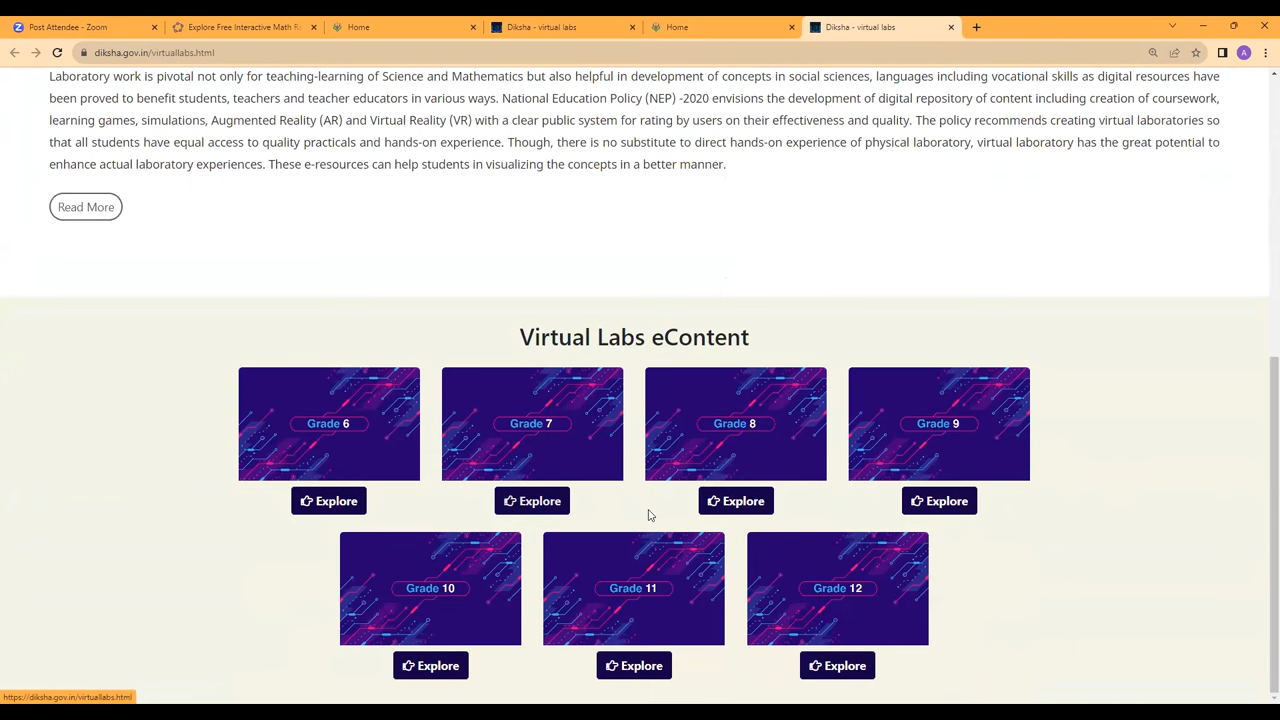 Post Attendee - Zoom
Explore Free Interactive Math R
Home
Diksha - virtual labs
Home
Diksha - virtual labs
diksha.gov.in/virtuallabs.html
A
Laboratory work is pivotal not only for teaching-learning of Science and Mathematics but also helpful in development of concepts in social sciences, languages including vocational skills as digital resources have
been proved to benefit students, teachers and teacher educators in various ways. National Education Policy (NEP) -2020 envisions the development of digital repository of content including creation of coursework,
learning games, simulations, Augmented Reality (AR) and Virtual Reality (VR) with a clear public system for rating by users on their effectiveness and quality. The policy recommends creating virtual laboratories so
that all students have equal access to quality practicals and hands-on experience. Though, there is no substitute to direct hands-on experience of physical laboratory, virtual laboratory has the great potential to
enhance actual laboratory experiences. These e-resources can help students in visualizing the concepts in a better manner.
Read More
Virtual Labs eContent
Grade 6
Grade 7
Grade 8
Grade 9
Explore
Explore
Explore
Explore
Grade 10
Grade 11
Grade 12
Explore
Explore
Explore
https://diksha.gov.in/virtuallabs.html